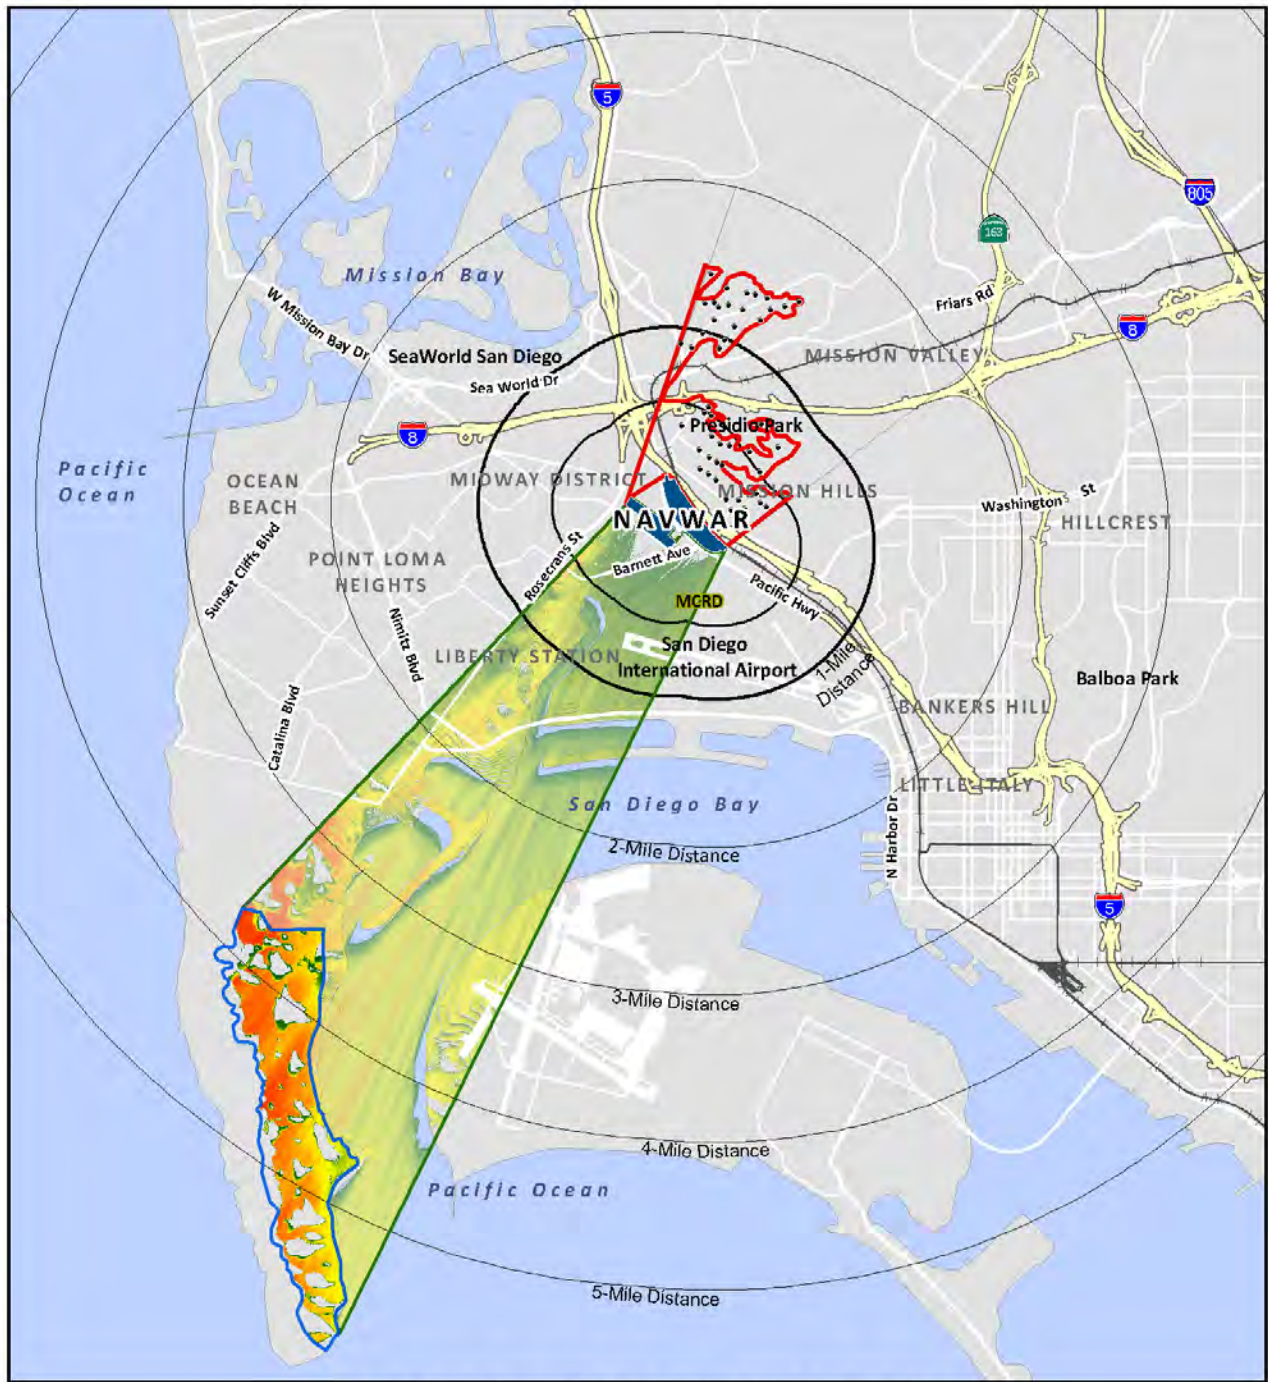 5
805
163
Mission Bay
W Mission Bay Dr
Friars Rd
8
SeaWorld San Diego
MISSION VALLEY
Sea World Dr
8
Presidio Park
Pacific
Ocean
OCEAN
BEACH
MIDWAY DISTRICT
MISSION HILLS
Washington St
HILLCREST
NAVWAR
Sunset Cliffs Blvd
POINT LOMA
HEIGHTS
Rosecrans St
Barnett Ave
Pacific Hwy
MCRD
Nimitz Blvd
LIBERTY STATION
San Diego
International Airport
1-Mile
Distance
Balboa Park
Catalina Blvd
BANKERS HILL
LITTLE ITALY
San Diego Bay
N Harbor Dr
2-Mile Distance
5
3-Mile Distance
4-Mile Distance
Pacific Ocean
5-Mile Distance